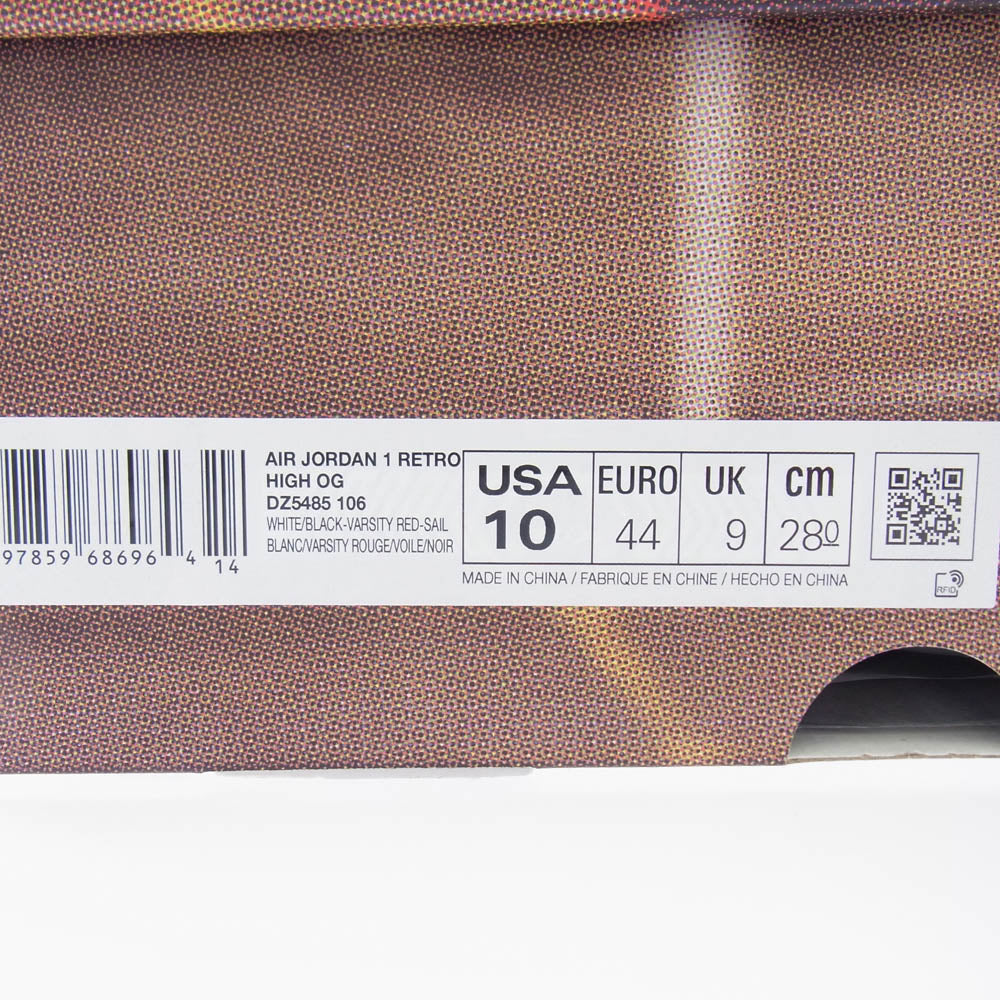 97859 68696 4
14
AIR JORDAN 1 RETRO
HIGH OG
DZ5485 106
WHITE/BLACK-VARSITY RED-SAIL
BLANC/VARSITY ROUGE/VOILE/NOIR
USA EURO UK cm
10 44 9 280
MADE IN CHINA / FABRIQUE EN CHINE / HECHO EN CHINA
RFID